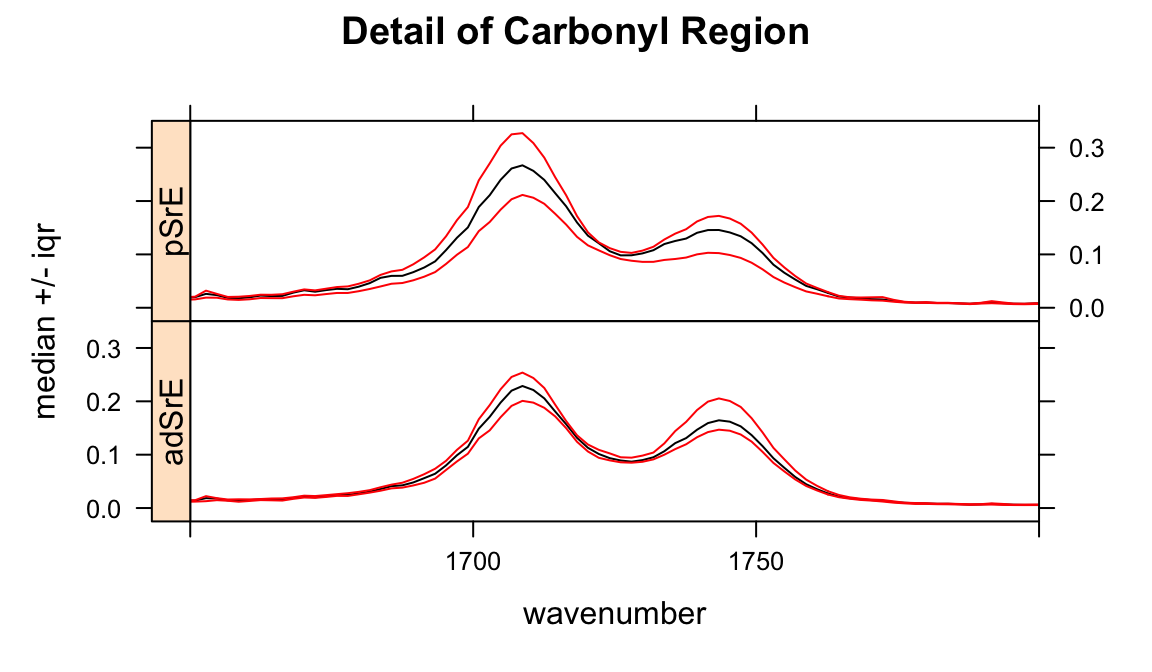 Detail of Carbonyl Region
median +/- iqr
pSrE
0.3
0.2
0.1
0.0
adSrE
0.3
0.2
0.1
0.0
1700 1750
wavenumber